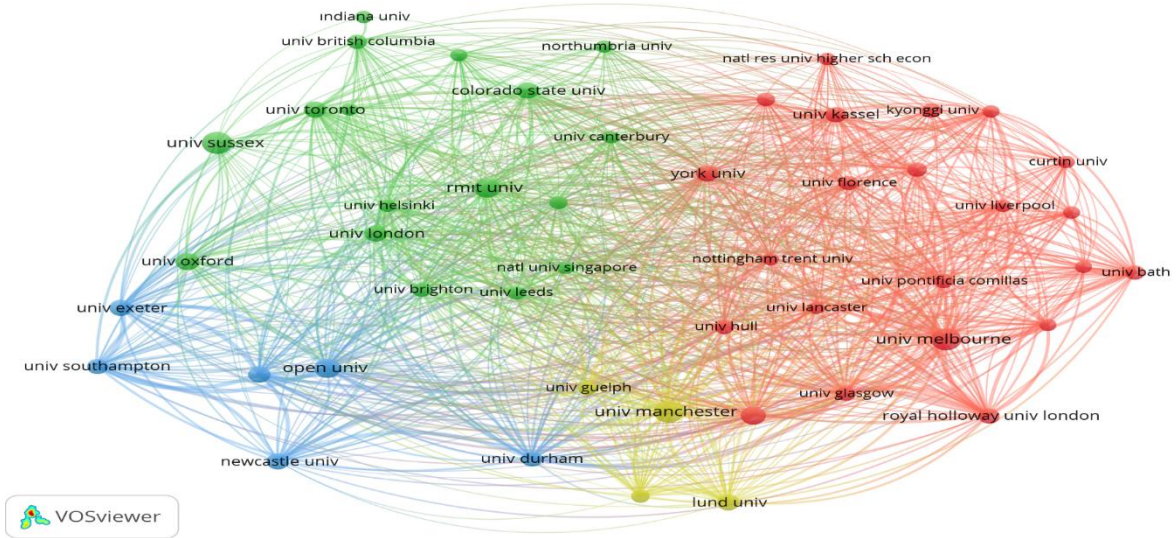 indiana univ
univ british columbia
northumbria univ
natl res univ higher sch econ
colorado state univ
univ toronto
univ kassel
kyonggi univ
univ sussex
univ canterbury
curtin univ
york univ
univ florence
rmit univ
univ helsinki
univ liverpool
univ london
univ oxford
natl univ singapore
nottingham trent univ
univ bath
univ brighton
univ leeds
univ pontificia comillas
univ exeter
univ lancaster
univ hull
univ melbourne
univ southampton
open univ
univ guelph
univ glasgow
univ manchester
royal holloway univ london
newcastle univ
univ durham
lund univ
VOSviewer